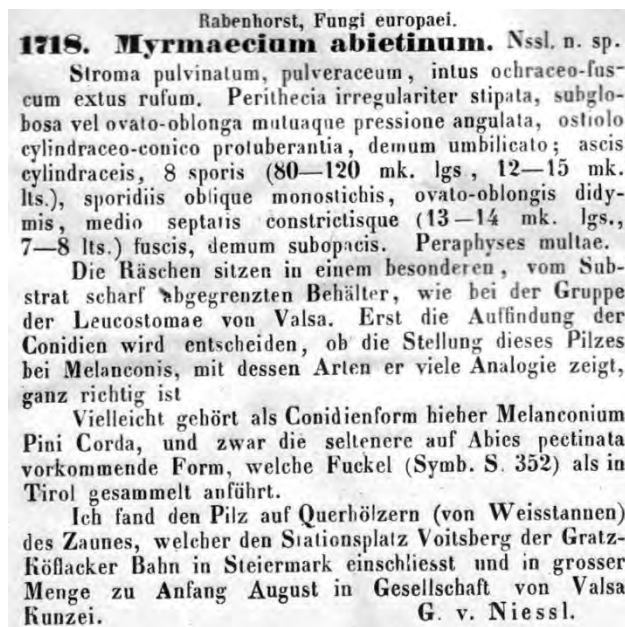 Rabenhorst, Fungi europaei.
1718. Myrmaecium abietinum. Nssl. n. sp.
Stroma pulvinatum, pulveraceum, intus ochraceo-fus-
cum extus rufum. Perithecia irregulariter stipata, subglo-
bosa vel ovato-oblonga mutuaque pressione angulata, ostiolo
cylindraceo-conico protuberantia, demum umbilicato; ascis
cylindraceis, 8 sporis (80—120 mk. lgs, 12—15 mk.
lts.), sporidiis oblique monostichis, ovato-oblongis didy-
mis, medio septatis constrictisque (13—14 mk. lgs.,
7—8 lts.) fuscis, demum subopacis. Peraphyses multae.
Die Räschen sitzen in einem besonderen, vom Sub-
strat scharf abgegrenzten Behälter, wie bei der Gruppe
der Leucostomae von Valsa. Erst die Auffindung der
Conidien wird entscheiden, ob die Stellung dieses Pilzes
bei Melanconis, mit dessen Arten er viele Analogie zeigt,
ganz richtig ist
Vielleicht gehört als Conidienform hieher Melanconium
Pini Corda, und zwar die seltenere auf Abies pectinata
vorkommende Form, welche Fuckel (Symb. S. 352) als in
Tirol gesammelt anführt.
Ich fand den Pilz auf Querhölzern (von Weisstannen)
des Zaunes, welcher den Stationsplatz Voitsberg der Gratz-
Köflacker Bahn in Steiermark einschliesst und in grosser
Menge zu Anfang August in Gesellschaft von Valsa
Kunzei. G. v. Niessl.